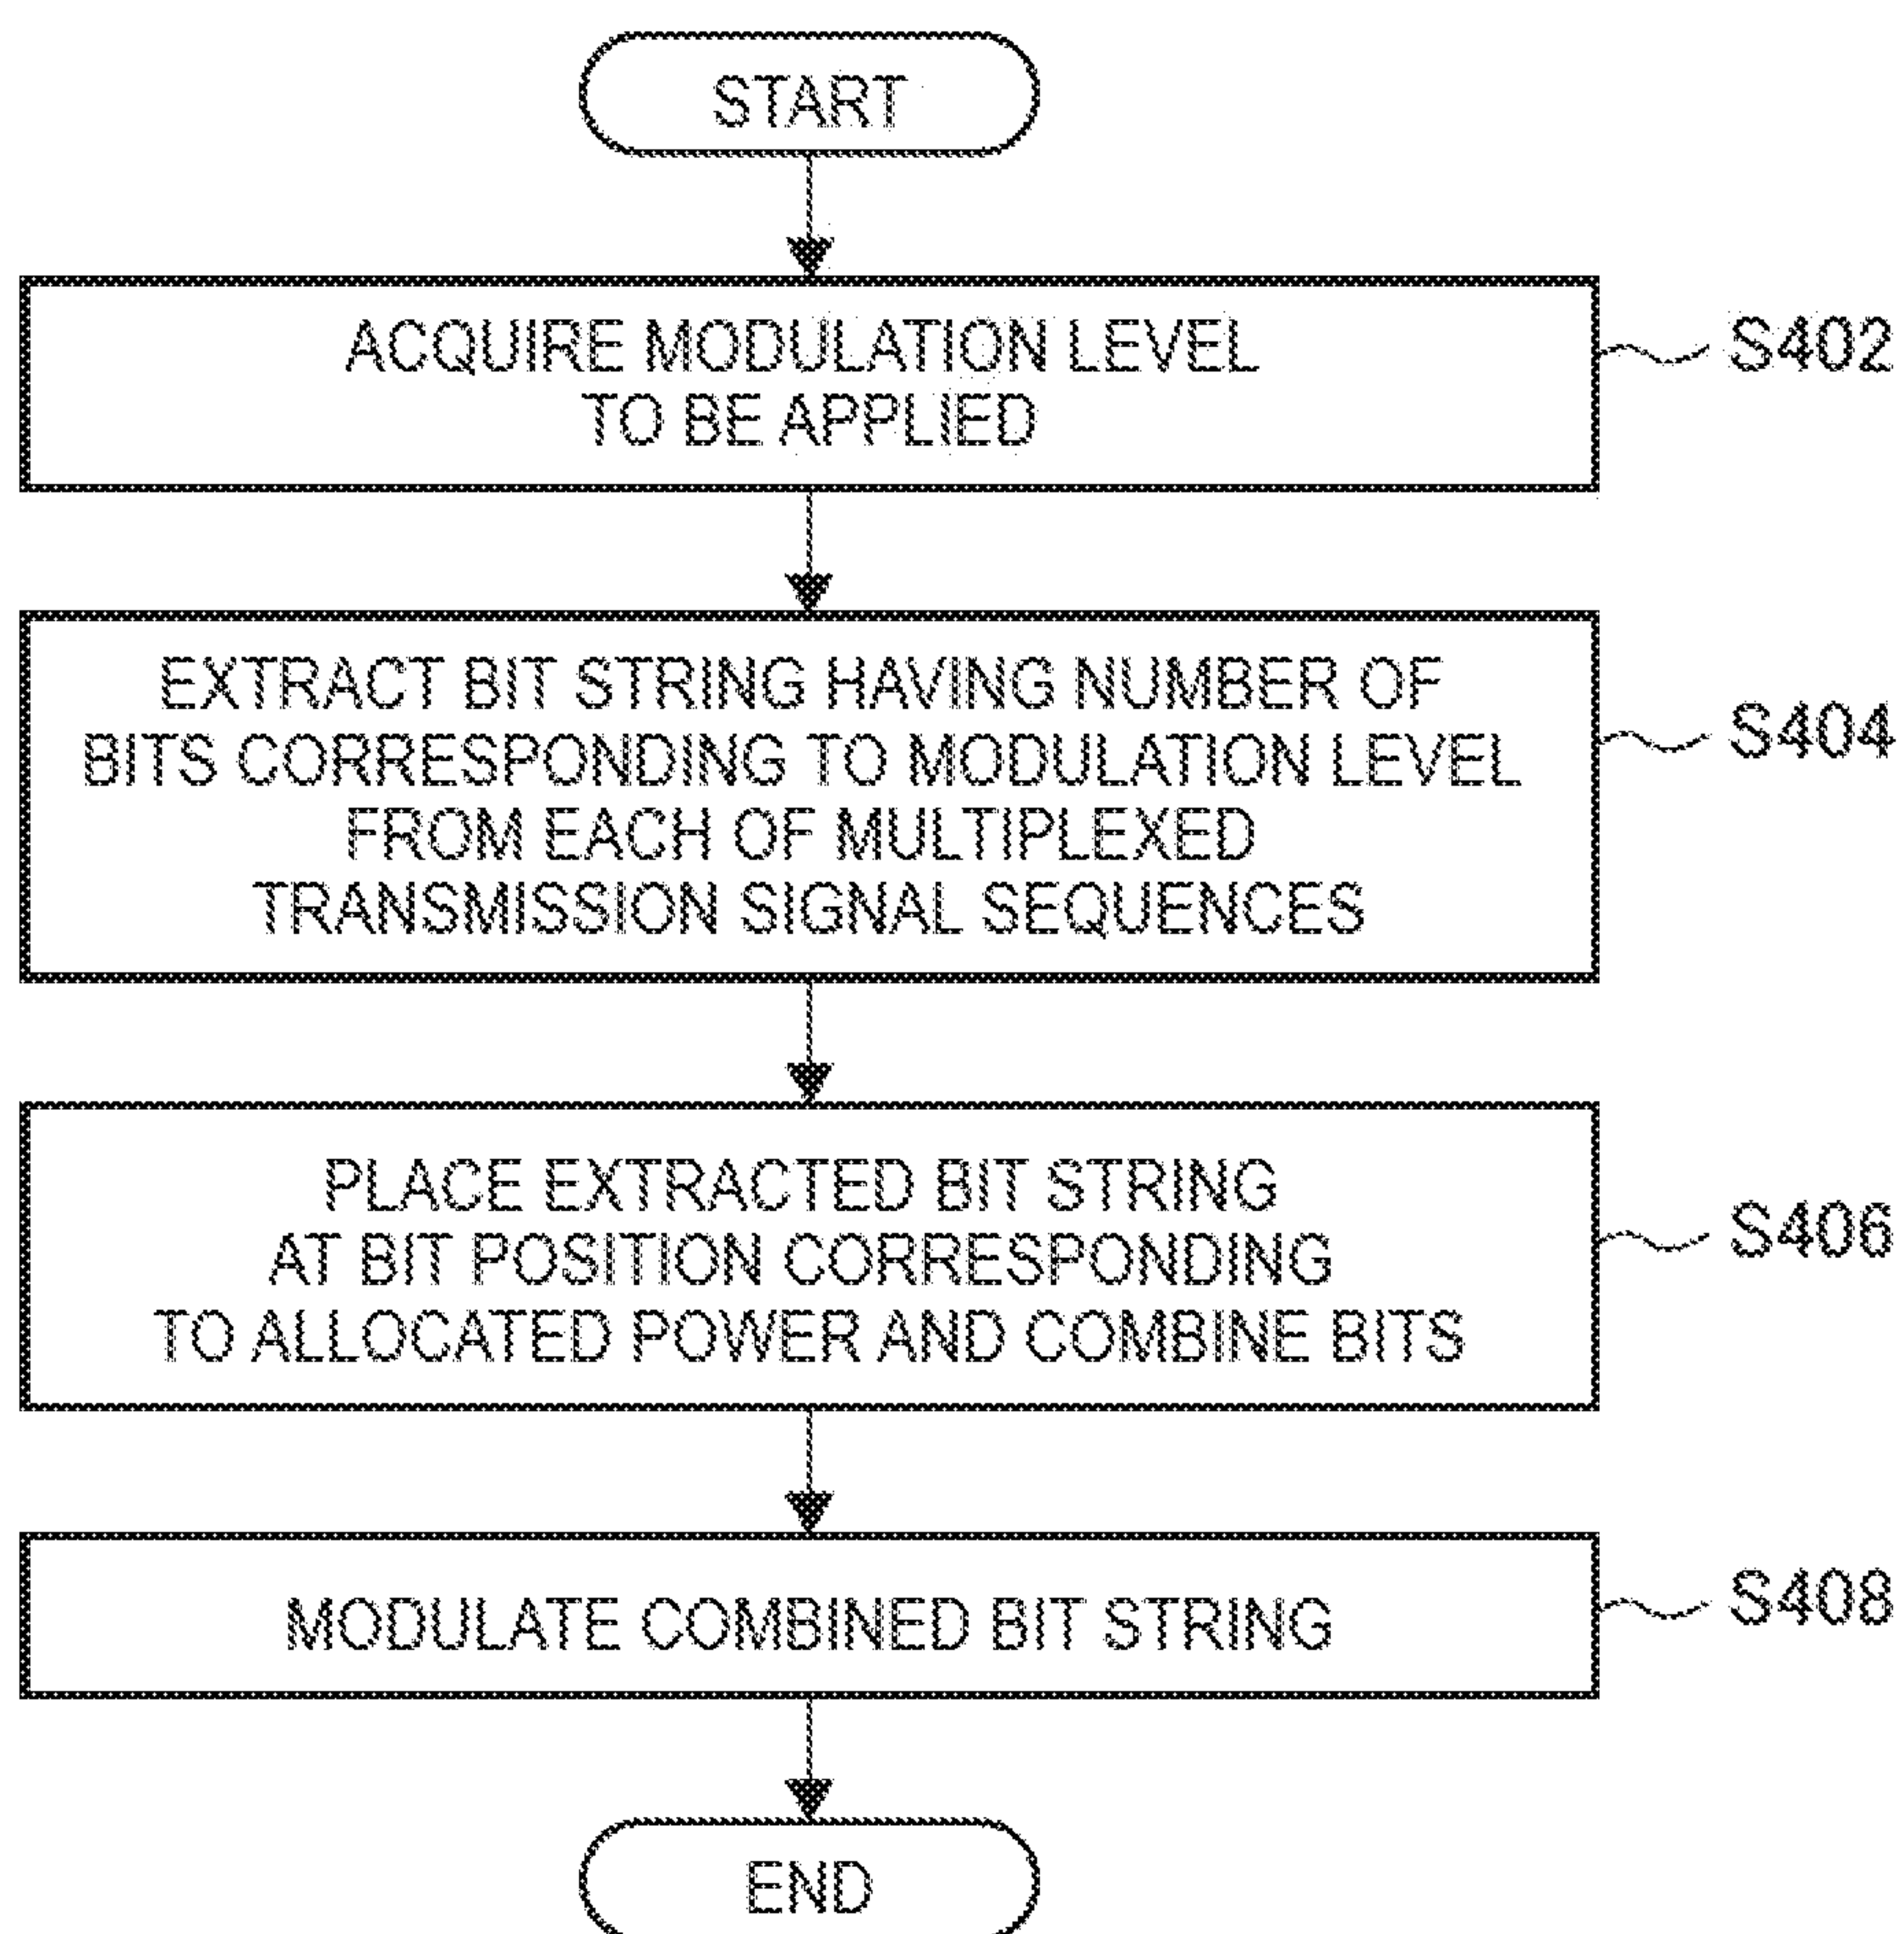 START
ACQUIRE MODULATION LEVEL
TO BE APPLIED
S402
EXTRACT BIT STRING HAVING NUMBER OF
BITS CORRESPONDING TO MODULATION LEVEL
FROM EACH OF MULTIPLEXED
TRANSMISSION SIGNAL SEQUENCES
S404
PLACE EXTRACTED BIT STRING
AT BIT POSITION CORRESPONDING
TO ALLOCATED POWER AND COMBINE BITS
S406
MODULATE COMBINED BIT STRING
S408
END